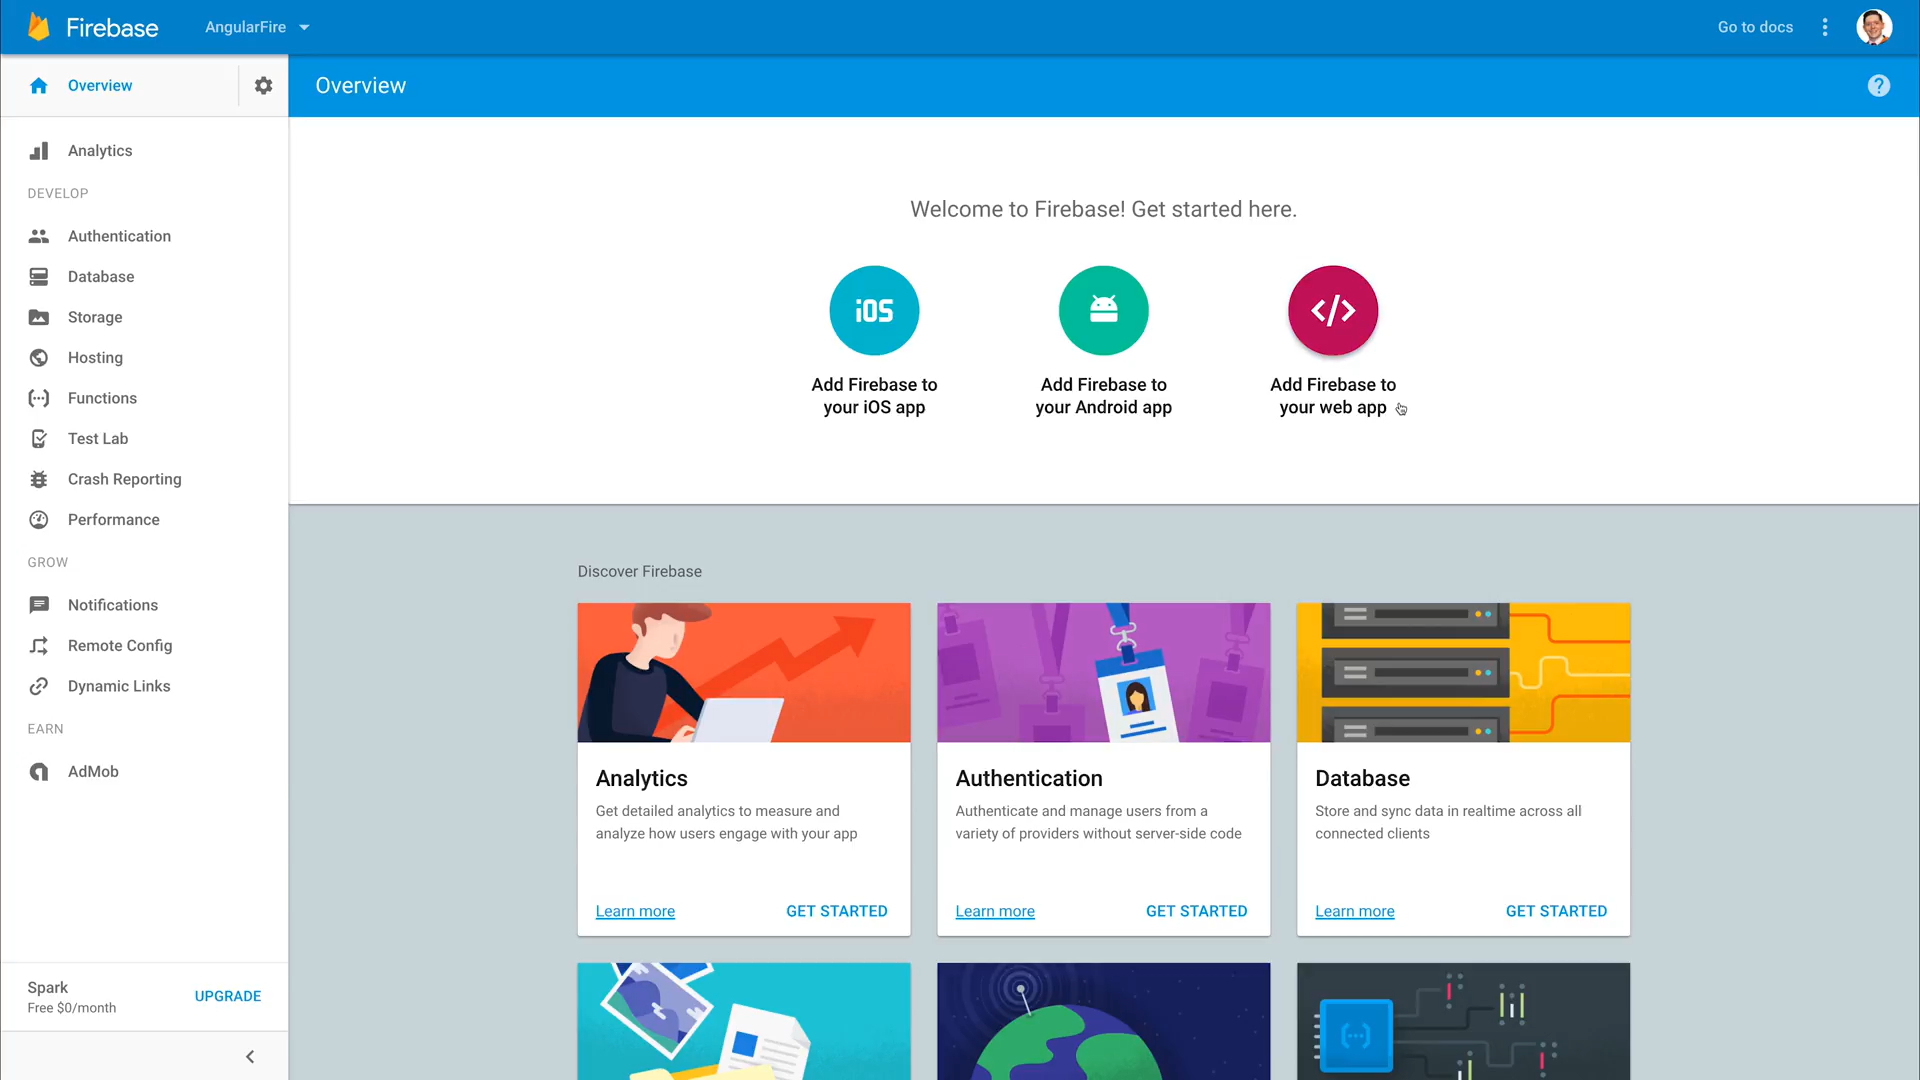 Firebase
AngularFire
Go to docs
Overview
Overview
?
Analytics
DEVELOP
Authentication
Database
Storage
Hosting
Functions
Test Lab
Crash Reporting
Performance
GROW
Notifications
Remote Config
Dynamic Links
EARN
AdMob
Spark
Free $0/month
UPGRADE
Welcome to Firebase! Get started here.
iOS
</>
Add Firebase to
your iOS app
Add Firebase to
your Android app
Add Firebase to
your web app
Discover Firebase
Analytics
Get detailed analytics to measure and
analyze how users engage with your app
Learn more
GET STARTED
Authentication
Authenticate and manage users from a
variety of providers without server-side code
Learn more
GET STARTED
Database
Store and sync data in realtime across all
connected clients
Learn more
GET STARTED